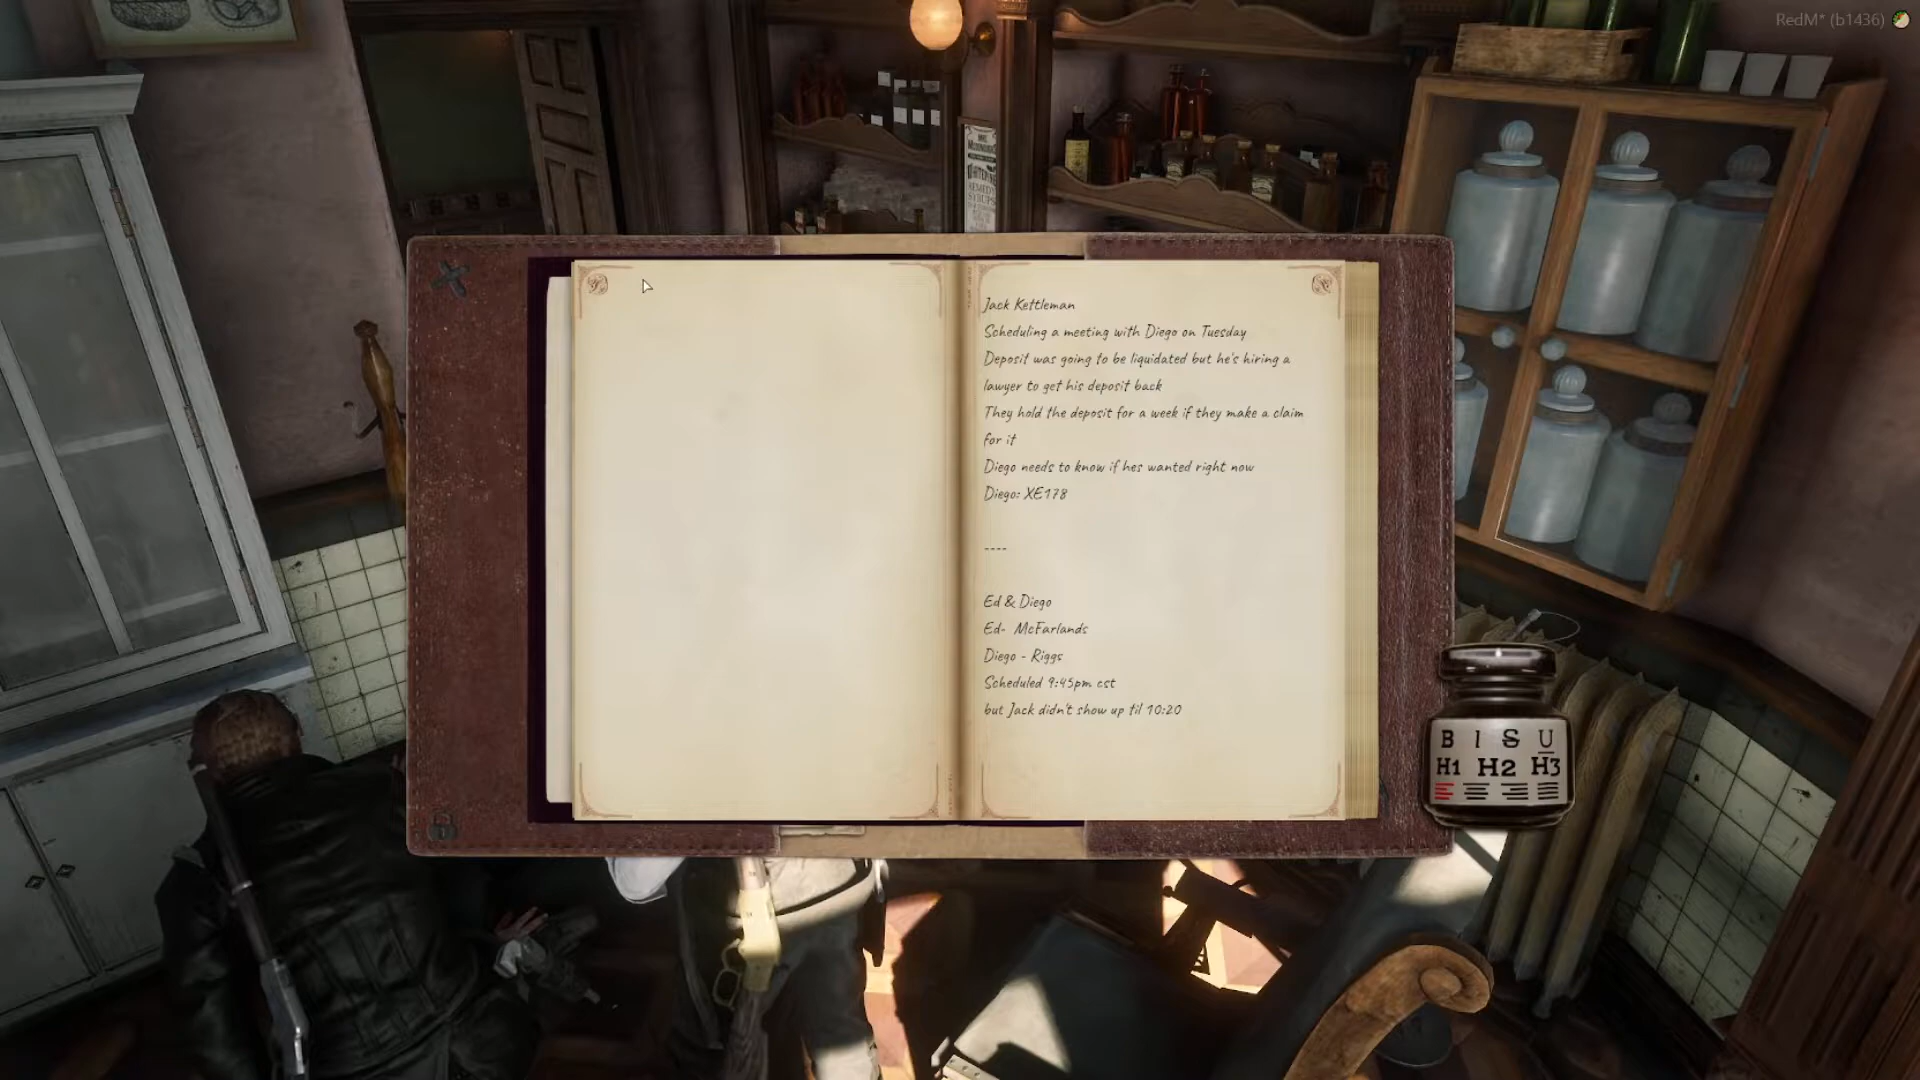 RedM* (b1436)
Jack Kettleman
Scheduling a meeting with Diego on Tuesday
Deposit was going to be liquidated but he's hiring a
lawyer to get his deposit back
They hold the deposit for a week if they make a claim
for it
Diego needs to know if hes wanted right now
Diego: XE178
----
Ed & Diego
Ed- McFarlands
Diego - Riggs
Scheduled 9:45pm cst
but Jack didn't show up til 10:20
B I S U
H1 H2 H3